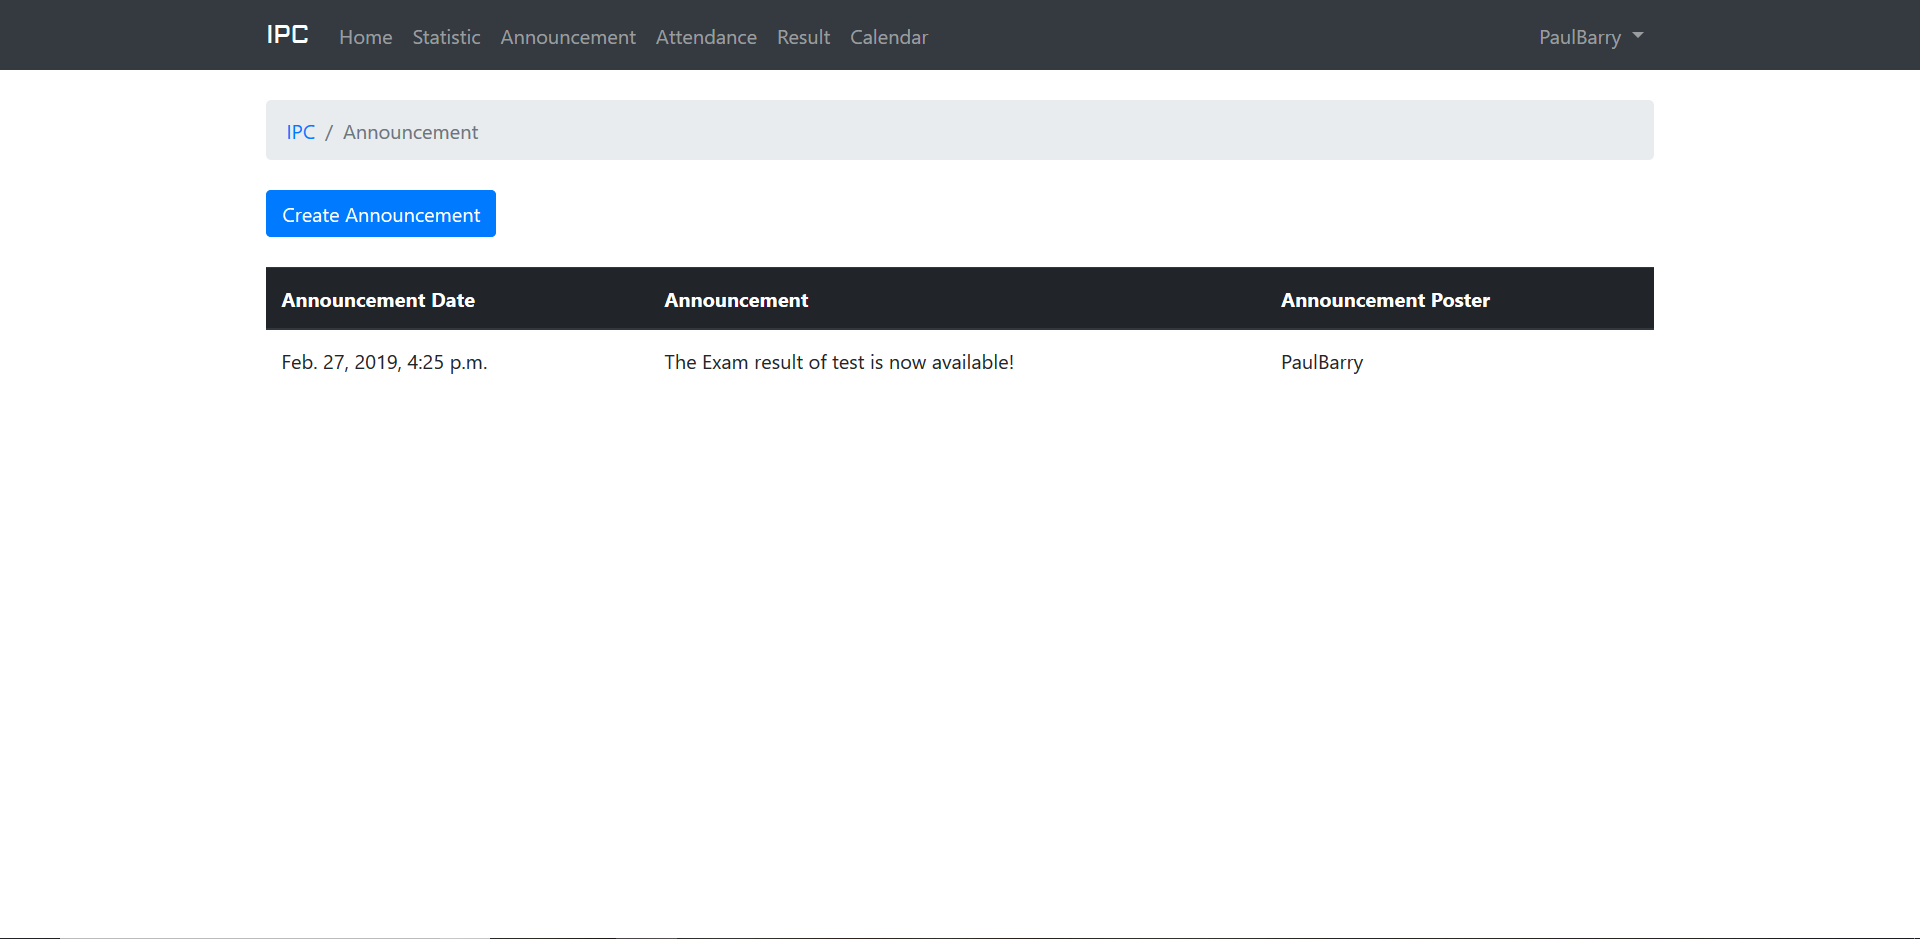 IPC Home Statistic Announcement Attendance Result Calendar PaulBarry
IPC / Announcement
Create Announcement
Announcement Date Announcement Announcement Poster
Feb. 27, 2019, 4:25 p.m. The Exam result of test is now available! PaulBarry